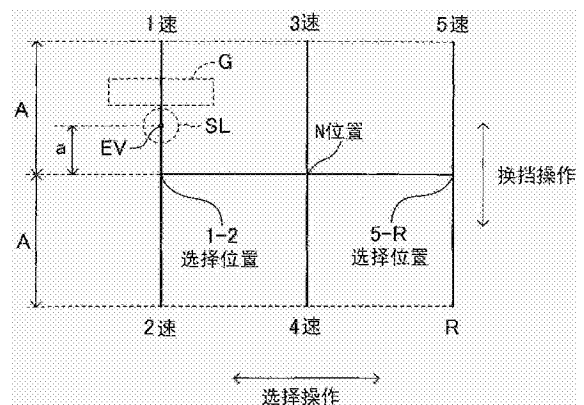 1速 3速 5速
G
A
SL
EV
a
N位置
换挡操作
1-2
选择位置
5-R
选择位置
A
2速 4速 R
选择操作